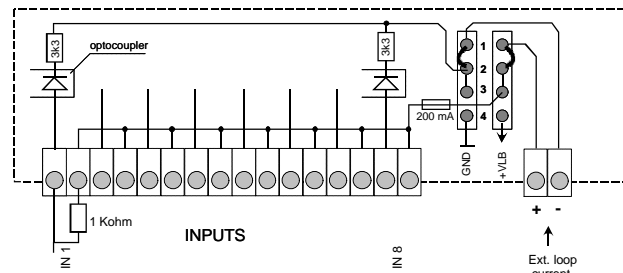 optocoupler
3k3
3k3
1
2
3
4
200 mA
GND
+VLB
+ -
1 Kohm
INPUTS
IN 1
IN 8
Ext. loop
current